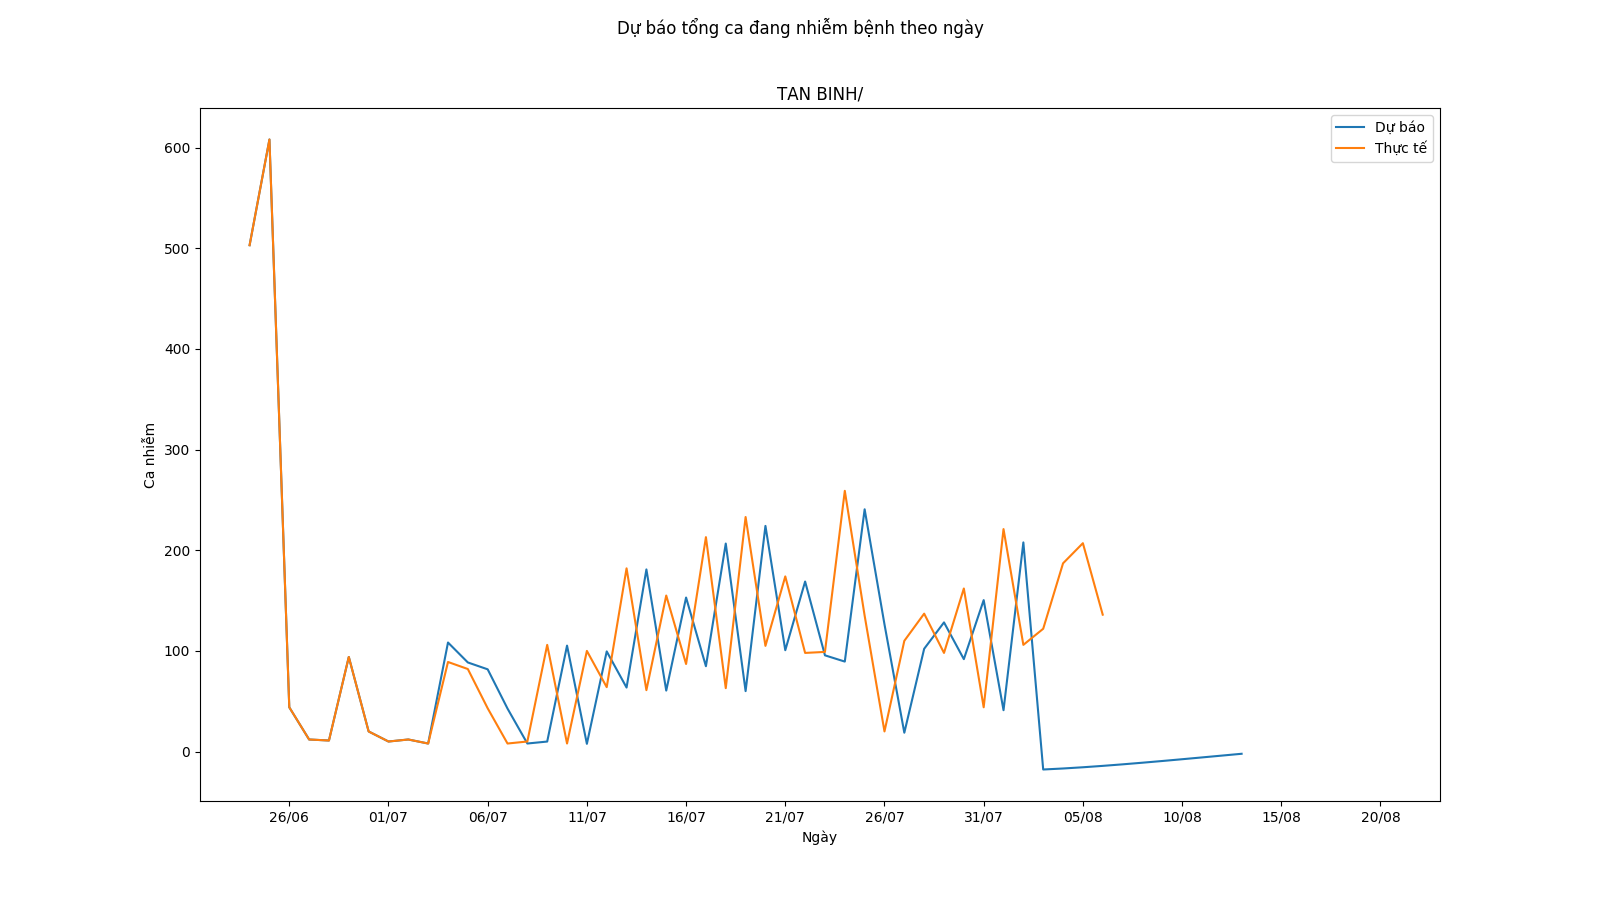 Dự báo tổng ca đang nhiễm bệnh theo ngày
TAN BINH/
Dự báo
Thực tế
600
500
400
300
200
100
0
Ca nhiễm
26/06 01/07 06/07 11/07 16/07 21/07 26/07 31/07 05/08 10/08 15/08 20/08
Ngày